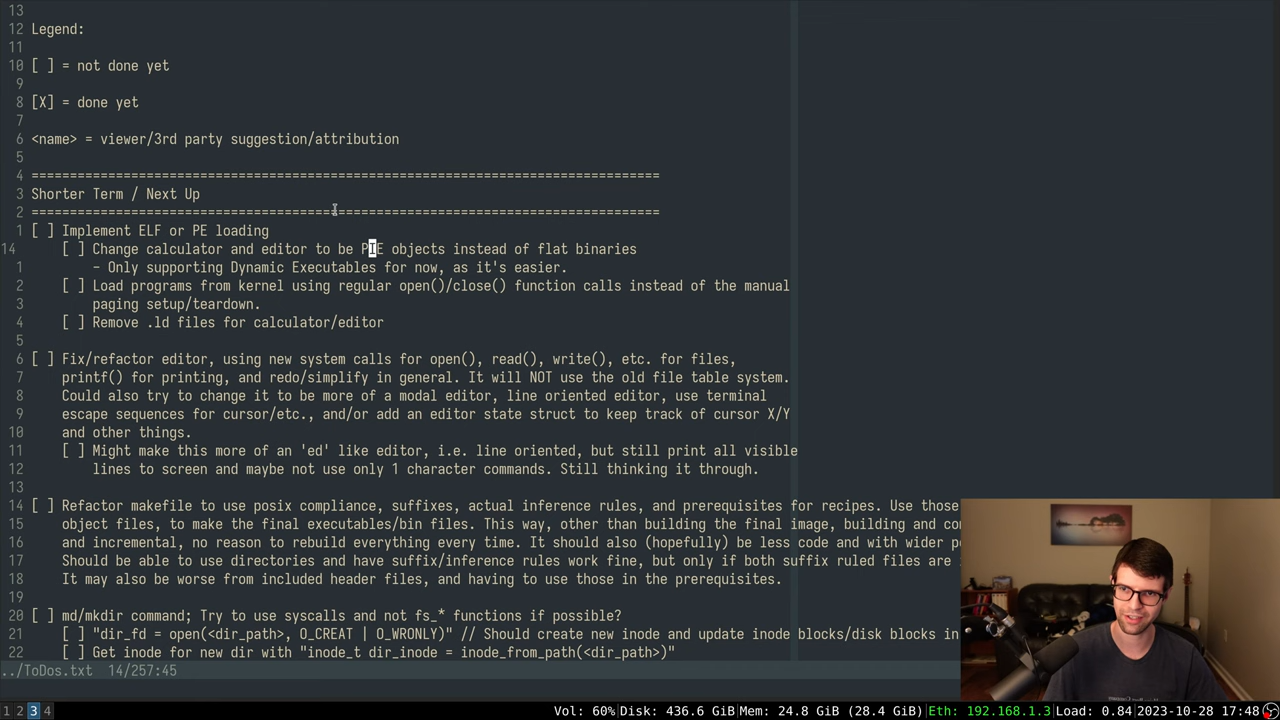 13
12 Legend:
11
10 [ ] = not done yet
9
8 [X] = done yet
7
6 <name> = viewer/3rd party suggestion/attribution
5
4 ==================================================================================
3 Shorter Term / Next Up
2 ==================================================================================
1 [ ] Implement ELF or PE loading
14 [ ] Change calculator and editor to be PIE objects instead of flat binaries
1 - Only supporting Dynamic Executables for now, as it's easier.
2 [ ] Load programs from kernel using regular open()/close() function calls instead of the manual
3 paging setup/teardown.
4 [ ] Remove .ld files for calculator/editor
5
6 [ ] Fix/refactor editor, using new system calls for open(), read(), write(), etc. for files,
7 printf() for printing, and redo/simplify in general. It will NOT use the old file table system.
8 Could also try to change it to be more of a modal editor, line oriented editor, use terminal
9 escape sequences for cursor/etc., and/or add an editor state struct to keep track of cursor X/Y
10 and other things.
11 [ ] Might make this more of an 'ed' like editor, i.e. line oriented, but still print all visible
12 lines to screen and maybe not use only 1 character commands. Still thinking it through.
13
14 [ ] Refactor makefile to use posix compliance, suffixes, actual inference rules, and prerequisites for recipes. Use those
15 object files, to make the final executables/bin files. This way, other than building the final image, building and
16 and incremental, no reason to rebuild everything every time. It should also (hopefully) be less code and with wider
17 Should be able to use directories and have suffix/inference rules work fine, but only if both suffix ruled files are
18 It may also be worse from included header files, and having to use those in the prerequisites.
19
20 [ ] md/mkdir command; Try to use syscalls and not fs_* functions if possible?
21 [ ] "dir_fd = open(<dir_path>, O_CREAT | O_WRONLY)" // Should create new inode and update inode blocks/disk blocks in
22 [ ] Get inode for new dir with "inode_t dir_inode = inode_from_path(<dir_path>)"
../ToDos.txt 14/257:45
1 2 3 4 Vol: 60%|Disk: 436.6 GiB|Mem: 24.8 GiB (28.4 GiB)|Eth: 192.168.1.3|Load: 0.84|2023-10-28 17:48